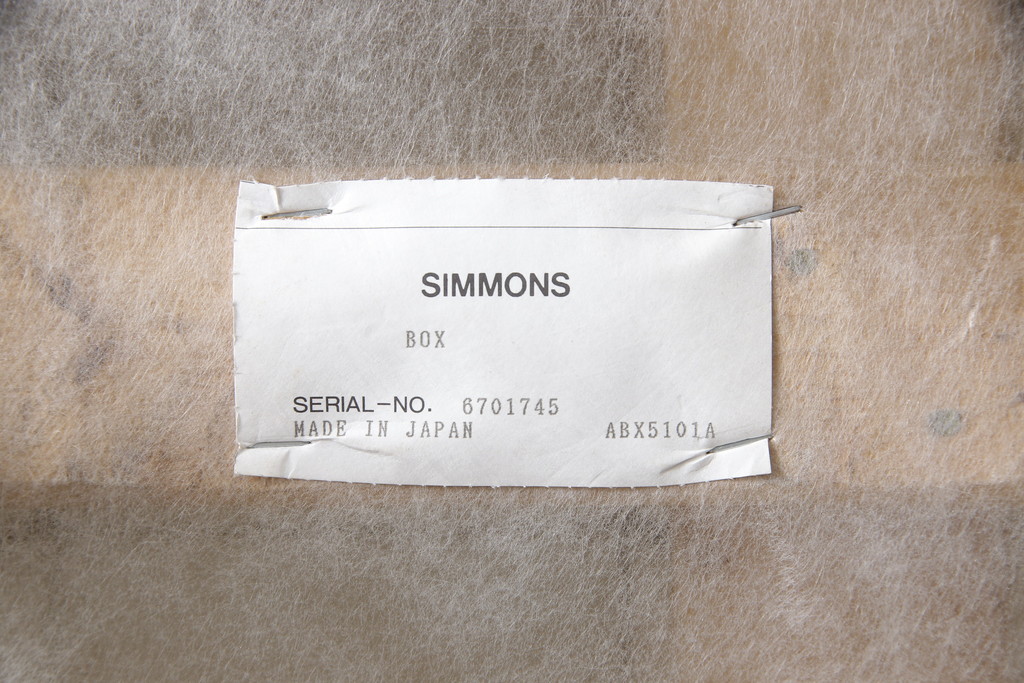 SIMMONS
BOX
SERIAL-NO. 6701745
MADE IN JAPAN ABX5101A